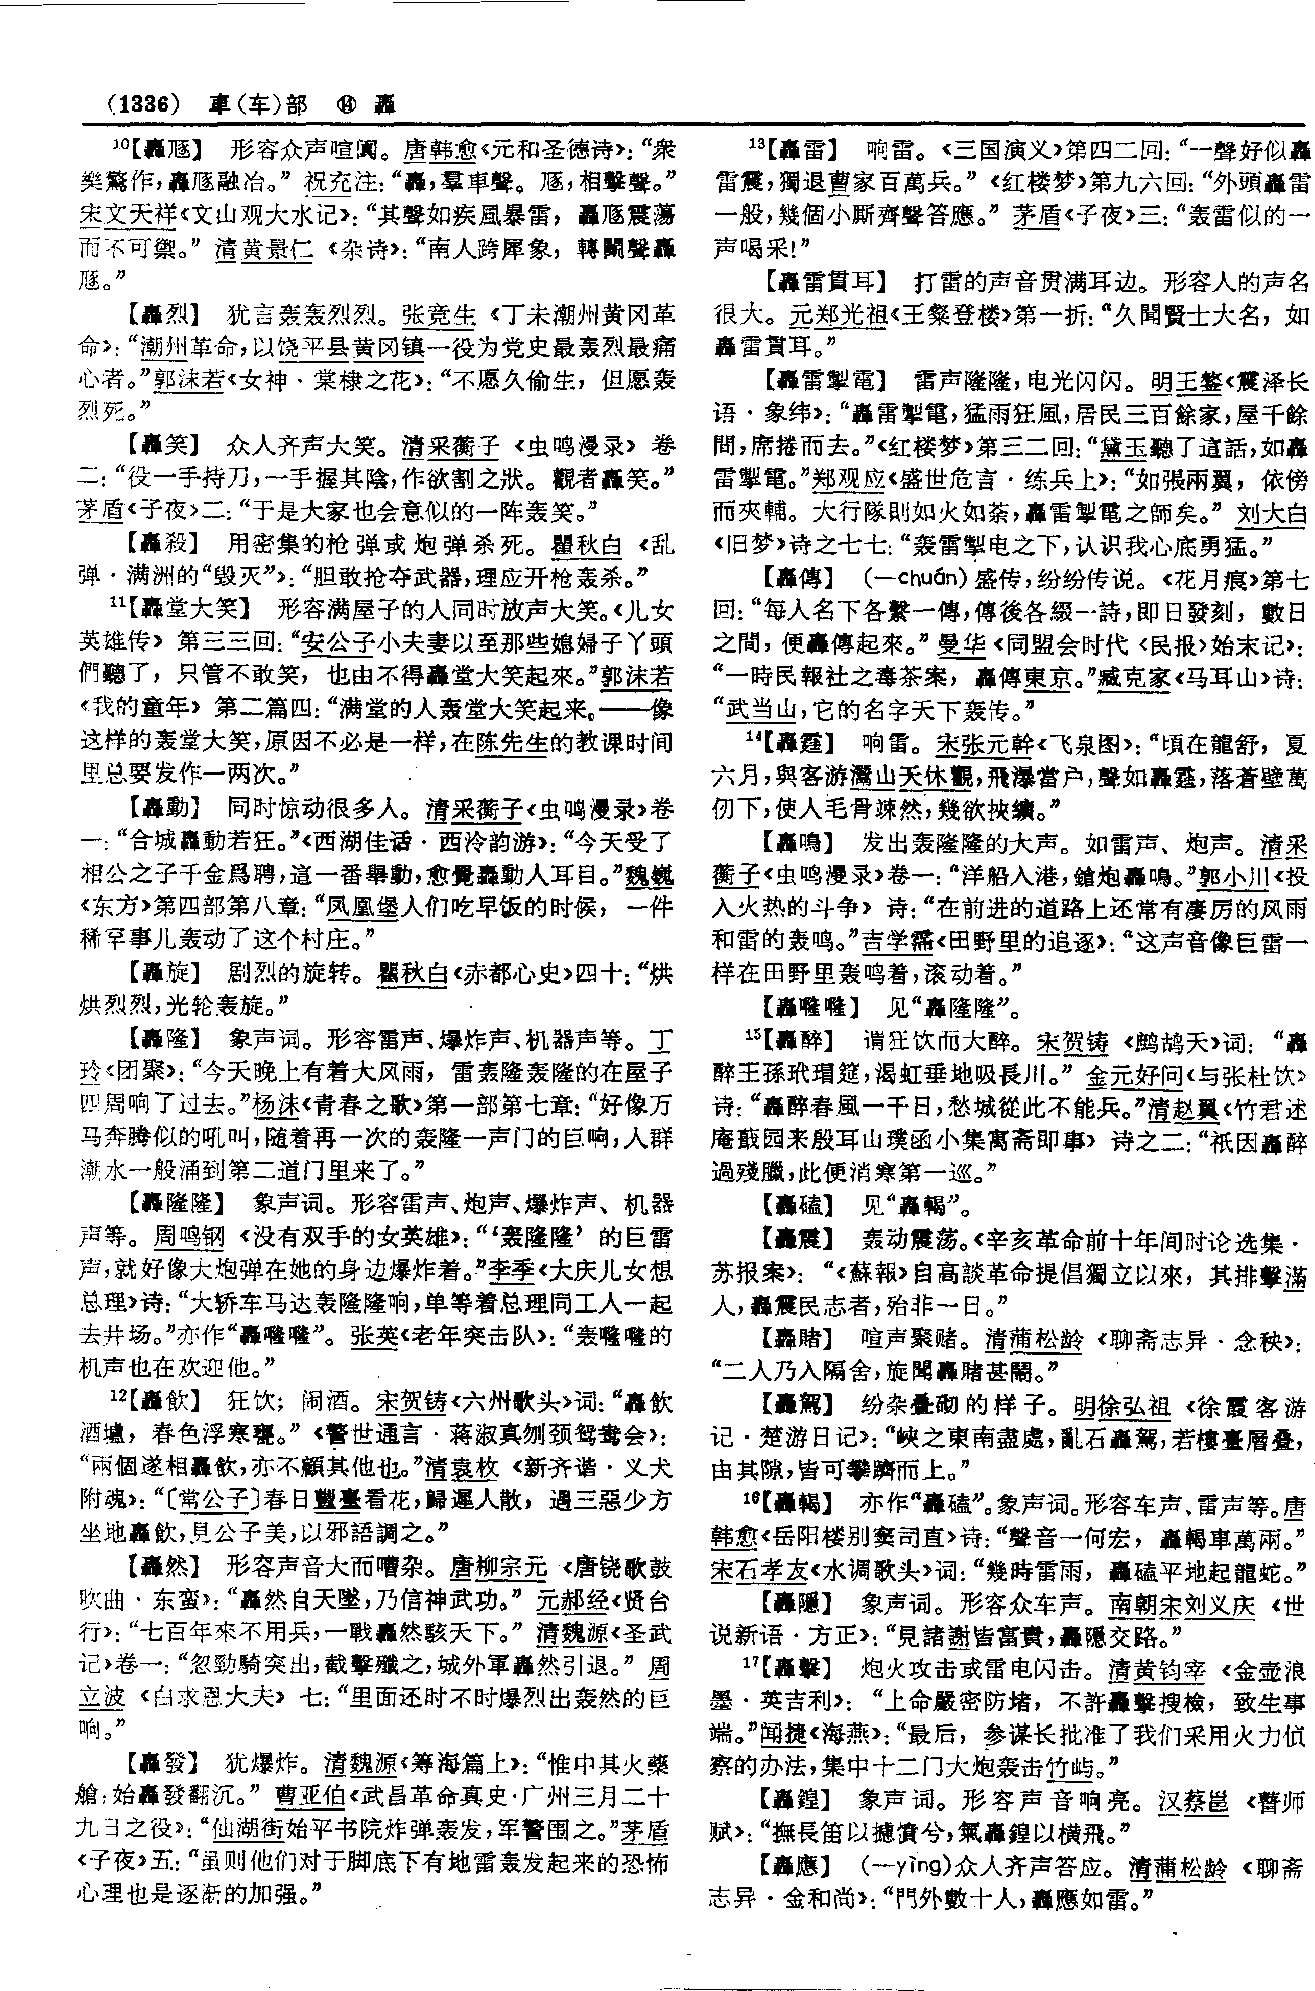 (1336) 車(车)部 ⑭ 轟
¹⁰【轟豗】 形容众声喧阗。唐韩愈《元和圣德诗》:“衆
樂驚作,轟豗融冶。” 祝充注:“轟,羣車聲。豗,相擊聲。”
宋文天祥《文山观大水记》:“其聲如疾風暴雷, 轟豗震蕩
而不可禦。” 清黄景仁《杂诗》:“南人跨犀象,轉鬭聲轟
豗。”
【轟烈】 犹言轰轰烈烈。张竞生《丁未潮州黄冈革
命》:“潮州革命,以饶平县黄冈镇一役为党史最轰烈最痛
心者。”郭沫若《女神·棠棣之花》:“不愿久偷生, 但愿轰
烈死。”
【轟笑】 众人齐声大笑。清采蘅子《虫鸣漫录》卷
二:“役一手持刀,一手握其陰,作欲割之狀。觀者轟笑。”
茅盾《子夜》二:“于是大家也会意似的一阵轰笑。”
【轟殺】 用密集的枪弹或炮弹杀死。瞿秋白《乱
弹·满洲的“毁灭”》:“胆敢抢夺武器,理应开枪轰杀。”
¹¹【轟堂大笑】 形容满屋子的人同时放声大笑。《儿女
英雄传》第三三回:“安公子小夫妻以至那些媳婦子丫頭
們聽了, 只管不敢笑, 也由不得轟堂大笑起來。”郭沫若
《我的童年》第二篇四:“满堂的人轰堂大笑起来。——像
这样的轰堂大笑,原因不必是一样,在陈先生的教课时间
里总要发作一两次。”
【轟動】 同时惊动很多人。清采蘅子《虫鸣漫录》卷
一:“合城轟動若狂。”《西湖佳话·西泠韵游》:“今天受了
相公之子千金爲聘,這一番舉動,愈覺轟動人耳目。”魏巍
《东方》第四部第八章:“凤凰堡人们吃早饭的时候, 一件
稀罕事儿轰动了这个村庄。”
【轟旋】 剧烈的旋转。瞿秋白《赤都心史》四十:“烘
烘烈烈,光轮轰旋。”
【轟隆】 象声词。形容雷声、爆炸声、机器声等。丁
玲《团聚》:“今天晚上有着大风雨, 雷轰隆轰隆的在屋子
四周响了过去。”杨沫《青春之歌》第一部第七章:“好像万
马奔腾似的吼叫,随着再一次的轰隆一声门的巨响,人群
潮水一般涌到第二道门里来了。”
【轟隆隆】 象声词。形容雷声、炮声、爆炸声、机器
声等。周鸣钢《没有双手的女英雄》:“‘轰隆隆’的巨雷
声,就好像大炮弹在她的身边爆炸着。”李季《大庆儿女想
总理》诗:“大轿车马达轰隆隆响,单等着总理同工人一起
去井场。”亦作“轟嚨嚨”。张英《老年突击队》:“轰嚨嚨的
机声也在欢迎他。”
¹²【轟飲】 狂饮;闹酒。宋贺铸《六州歌头》词:“轟飲
酒壚, 春色浮寒甕。”《警世通言·蒋淑真刎颈鸳鸯会》:
“兩個遂相轟飲,亦不顧其他也。”清袁枚《新齐谐·义犬
附魂》:“〔常公子〕春日豐臺看花,歸遲人散, 遇三惡少方
坐地轟飲,見公子美,以邪語調之。”
【轟然】 形容声音大而嘈杂。唐柳宗元《唐铙歌鼓
吹曲·东蛮》:“轟然自天墜,乃信神武功。” 元郝经《贤台
行》:“七百年來不用兵,一戰轟然駭天下。” 清魏源《圣武
记》卷一:“忽勁騎突出,截擊殲之,城外軍轟然引退。” 周
立波《白求恩大夫》七:“里面还时不时爆烈出轰然的巨
响。”
【轟發】 犹爆炸。清魏源《筹海篇上》:“惟中其火藥
艙,始轟發翻沉。” 曹亚伯《武昌革命真史·广州三月二十
九日之役》:“仙湖街始平书院炸弹轰发,军警围之。”茅盾
《子夜》五:“虽则他们对于脚底下有地雷轰发起来的恐怖
心理也是逐渐的加强。”
¹³【轟雷】 响雷。《三国演义》第四二回:“一聲好似轟
雷震,獨退曹家百萬兵。”《红楼梦》第九六回:“外頭轟雷
一般,幾個小厮齊聲答應。” 茅盾《子夜》三:“轰雷似的一
声喝采!”
【轟雷貫耳】 打雷的声音贯满耳边。形容人的声名
很大。元郑光祖《王粲登楼》第一折:“久聞賢士大名, 如
轟雷貫耳。”
【轟雷掣電】 雷声隆隆,电光闪闪。明王鏊《震泽长
语·象纬》:“轟雷掣電,猛雨狂風,居民三百餘家,屋千餘
間,席捲而去。”《红楼梦》第三二回:“黛玉聽了這話,如轟
雷掣電。”郑观应《盛世危言·练兵上》:“如張兩翼, 依傍
而夾輔。大行隊則如火如荼,轟雷掣電之師矣。” 刘大白
《旧梦》诗之七七:“轰雷掣电之下,认识我心底勇猛。”
【轟傳】 (—chuán)盛传,纷纷传说。《花月痕》第七
回:“每人名下各繫一傳,傳後各綴一詩,即日發刻, 數日
之間, 便轟傳起來。” 曼华《同盟会时代〈民报〉始末记》:
“一時民報社之毒茶案, 轟傳東京。”臧克家《马耳山》诗:
“武当山,它的名字天下轰传。”
¹⁴【轟霆】 响雷。宋张元幹《飞泉图》:“頃在龍舒, 夏
六月,與客游灊山天休觀,飛瀑當户,聲如轟霆,落蒼壁萬
仞下,使人毛骨竦然,幾欲挾纊。”
【轟鳴】 发出轰隆隆的大声。如雷声、炮声。清采
蘅子《虫鸣漫录》卷一:“洋船入港,鎗炮轟鳴。”郭小川《投
入火热的斗争》诗:“在前进的道路上还常有凄厉的风雨
和雷的轰鸣。”吉学霈《田野里的追逐》:“这声音像巨雷一
样在田野里轰鸣着,滚动着。”
【轟嚨嚨】 见“轟隆隆”。
¹⁵【轟醉】 谓狂饮而大醉。宋贺铸《鹧鸪天》词: “轟
醉王孫玳瑁筵,渴虹垂地吸長川。” 金元好问《与张杜饮》
诗:“轟醉春風一千日,愁城從此不能兵。”清赵翼《竹君述
庵戬园来殷耳山璞函小集寓斋即事》诗之二:“祇因轟醉
過殘臘,此便消寒第一巡。”
【轟磕】 见“轟輵”。
【轟震】 轰动震荡。《辛亥革命前十年间时论选集·
苏报案》: “《蘇報》自高談革命提倡獨立以來, 其排擊滿
人,轟震民志者,殆非一日。”
【轟賭】 喧声聚赌。清蒲松龄《聊斋志异·念秧》:
“二人乃入隔舍,旋聞轟賭甚鬧。”
【轟駕】 纷杂叠砌的样子。明徐弘祖《徐霞客游
记·楚游日记》:“峽之東南盡處,亂石轟駕,若樓臺層疊,
由其隙,皆可攀躋而上。”
¹⁶【轟輵】 亦作“轟磕”。象声词。形容车声、雷声等。唐
韩愈《岳阳楼别窦司直》诗:“聲音一何宏, 轟輵車萬兩。”
宋石孝友《水调歌头》词:“幾時雷雨, 轟磕平地起龍蛇。”
【轟隱】 象声词。形容众车声。南朝宋刘义庆《世
说新语·方正》:“見諸謝皆富貴,轟隱交路。”
¹⁷【轟擊】 炮火攻击或雷电闪击。清黄钧宰《金壶浪
墨·英吉利》: “上命嚴密防堵, 不許轟擊搜檢, 致生事
端。”闻捷《海燕》:“最后,参谋长批准了我们采用火力侦
察的办法,集中十二门大炮轰击竹屿。”
【轟鍠】 象声词。形容声音响亮。汉蔡邕《瞽师
赋》:“撫長笛以攄憤兮,氣轟鍠以横飛。”
【轟應】 (—yìng)众人齐声答应。清蒲松龄《聊斋
志异·金和尚》:“門外數十人,轟應如雷。”